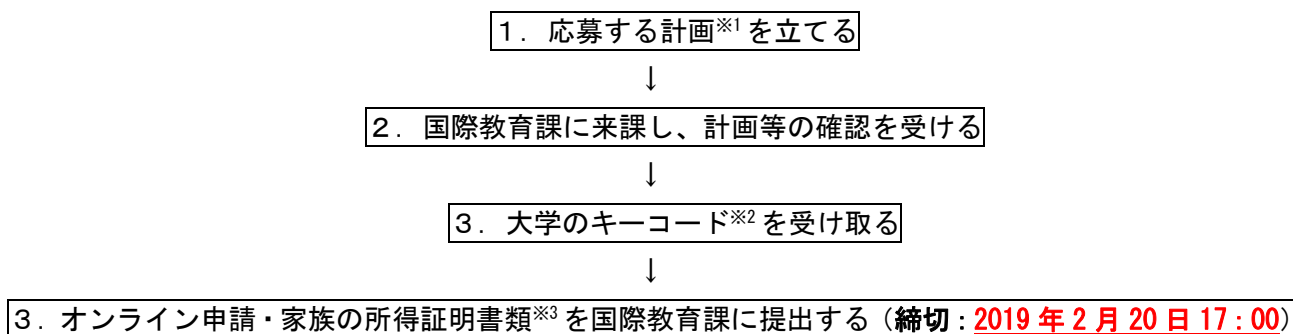 １．応募する計画※1を立てる
↓
２．国際教育課に来課し、計画等の確認を受ける
↓
３．大学のキーコード※2を受け取る
↓
３．オンライン申請・家族の所得証明書類※3を国際教育課に提出する（締切：2019年2月20日17：00）